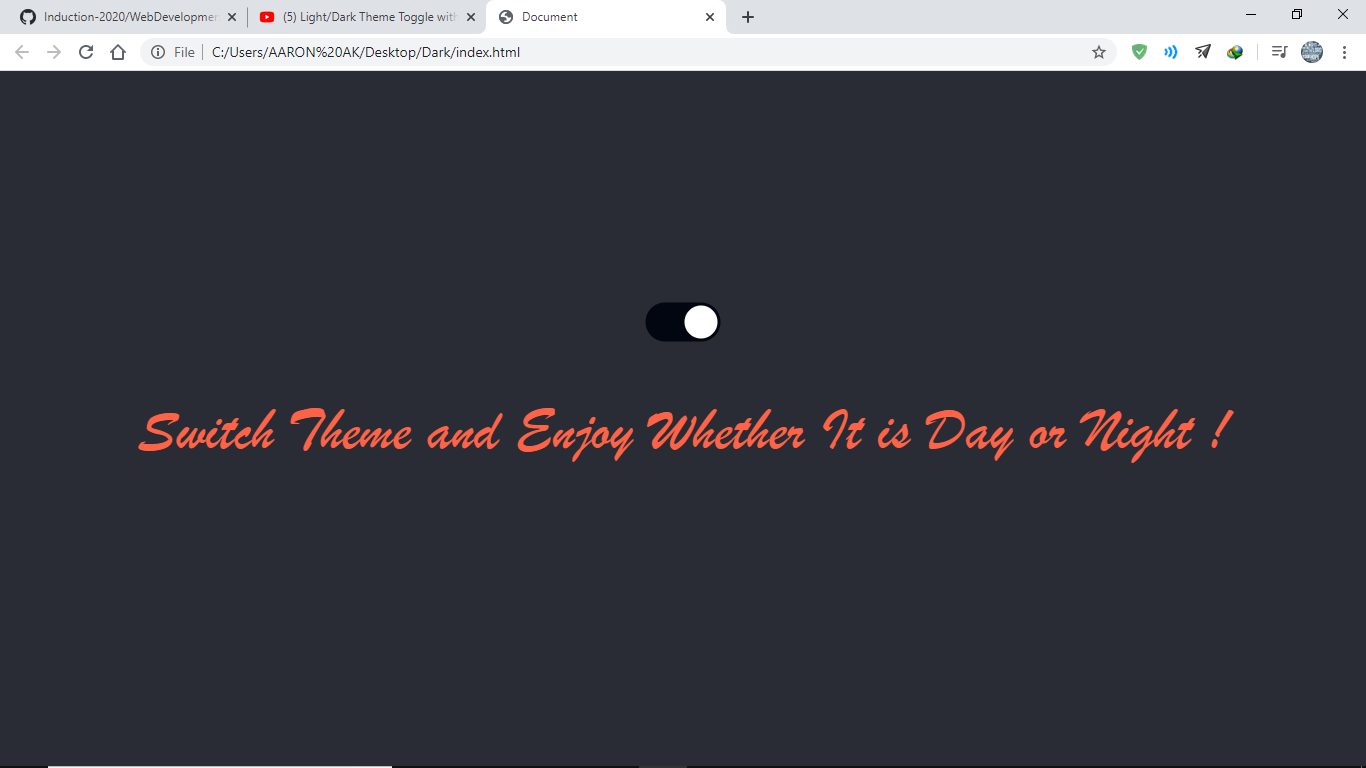 Induction-2020/WebDevelopmen
(5) Light/Dark Theme Toggle with
Document
File
C:/Users/AARON%20AK/Desktop/Dark/index.html
Switch Theme and Enjoy Whether It is Day or Night !